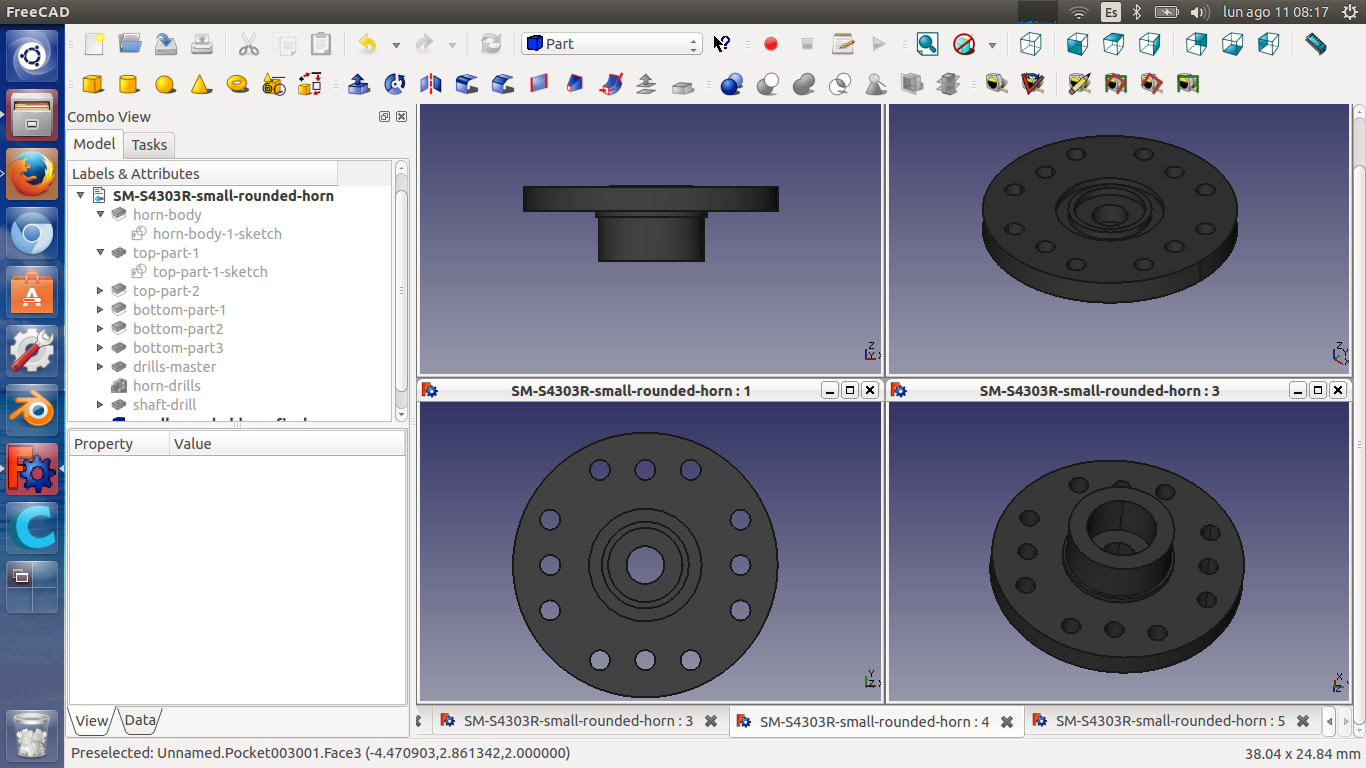 FreeCAD
Es
lun ago 11 08:17
Part
Combo View
Model
Tasks
Labels & Attributes
SM-S4303R-small-rounded-horn
horn-body
horn-body-1-sketch
top-part-1
top-part-1-sketch
top-part-2
bottom-part-1
bottom-part2
bottom-part3
drills-master
horn-drills
shaft-drill
Property
Value
View
Data
Z
Y
X
Z
Y
X
SM-S4303R-small-rounded-horn : 1
SM-S4303R-small-rounded-horn : 3
Y
Z
X
X
Z
SM-S4303R-small-rounded-horn : 3
SM-S4303R-small-rounded-horn : 4
SM-S4303R-small-rounded-horn : 5
Preselected: Unnamed.Pocket003001.Face3 (-4.470903,2.861342,2.000000)
38.04 x 24.84 mm